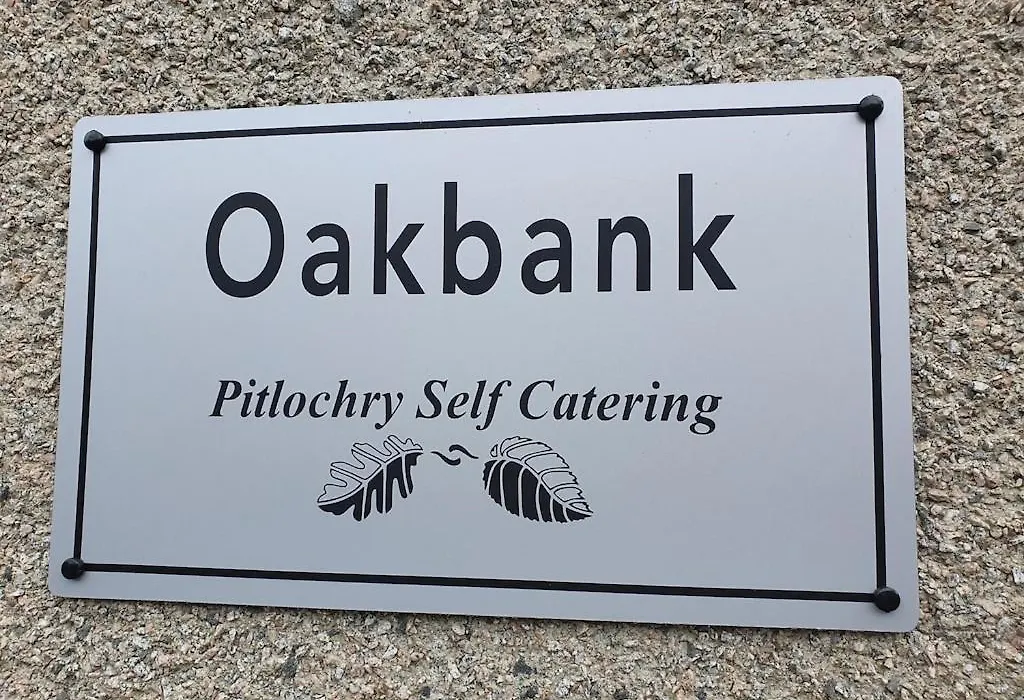 Oakbank
Pitlochry Self Catering